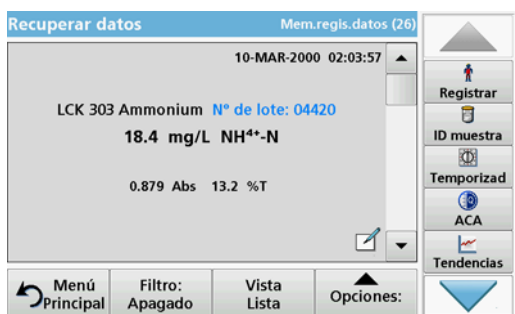 Recuperar datos Mem.regis.datos (26)
10-MAR-2000 02:03:57
LCK 303 Ammonium Nº de lote: 04420
18.4 mg/L NH⁴⁺-N
0.879 Abs 13.2 %T
Registrar
ID muestra
Temporizad
ACA
Tendencias
Menú
Principal
Filtro:
Apagado
Vista
Lista
Opciones: